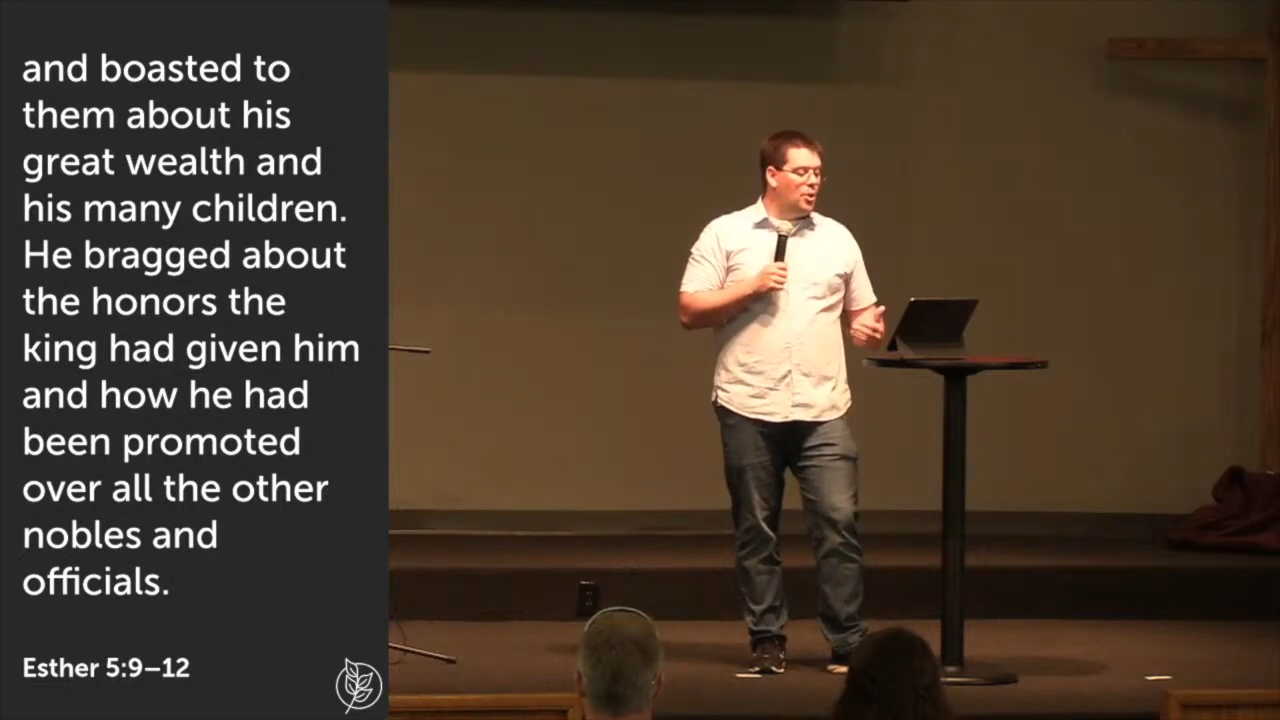 and boasted to
them about his
great wealth and
his many children.
He bragged about
the honors the
king had given him
and how he had
been promoted
over all the other
nobles and
officials.
Esther 5:9–12